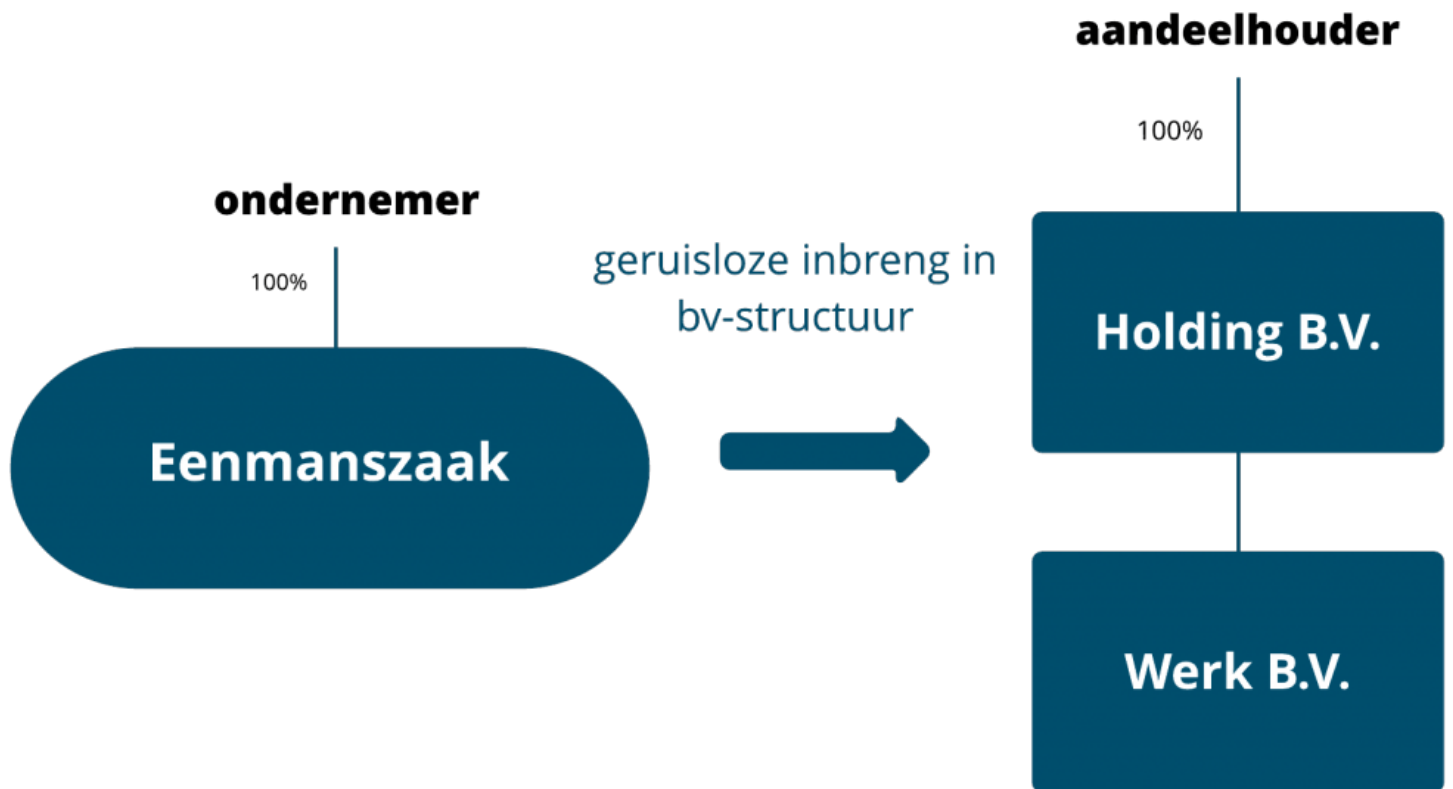 ondernemer
100%
Eenmanszaak
geruisloze inbreng in
bv-structuur
aandeelhouder
100%
Holding B.V.
Werk B.V.